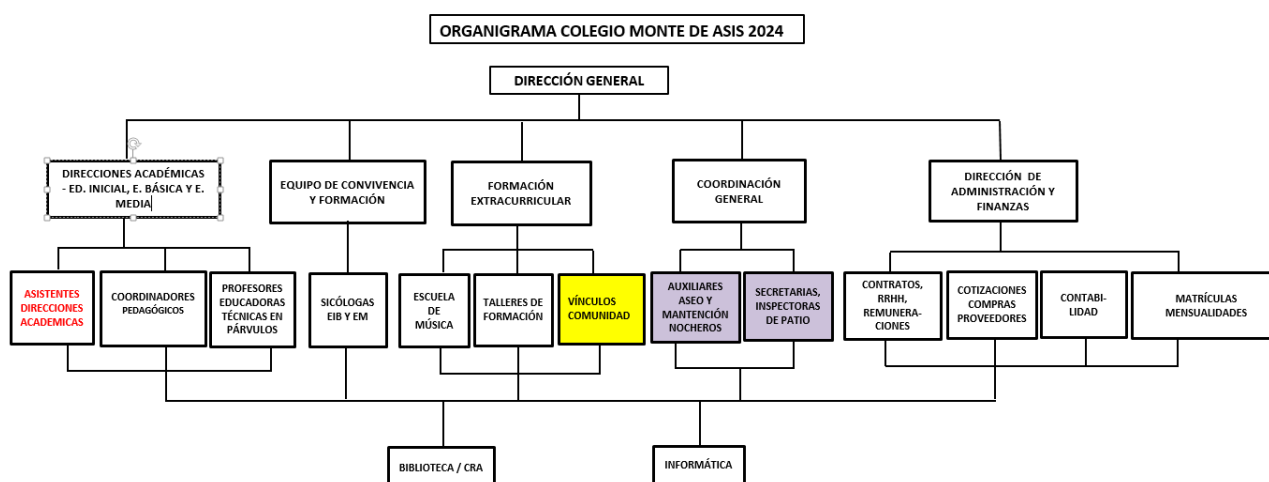 ORGANIGRAMA COLEGIO MONTE DE ASIS 2024
DIRECCIÓN GENERAL
DIRECCIONES ACADÉMICAS
- ED. INICIAL, E. BÁSICA Y E.
MEDIA
EQUIPO DE CONVIVENCIA
Y FORMACIÓN
FORMACIÓN
EXTRACURRICULAR
COORDINACIÓN
GENERAL
DIRECCIÓN DE
ADMINISTRACIÓN Y
FINANZAS
ASISTENTES
DIRECCIONES
ACADEMICAS
COORDINADORES
PEDAGÓGICOS
PROFESORES
EDUCADORAS
TÉCNICAS EN
PÁRVULOS
SICÓLOGAS
EIB Y EM
ESCUELA
DE
MÚSICA
TALLERES DE
FORMACIÓN
VÍNCULOS
COMUNIDAD
AUXILIARES
ASEO Y
MANTENCIÓN
NOCHEROS
SECRETARIAS,
INSPECTORAS
DE PATIO
CONTRATOS,
RRHH,
REMUNERA-
CIONES
COTIZACIONES
COMPRAS
PROVEEDORES
CONTABI-
LIDAD
MATRÍCULAS
MENSUALIDADES
BIBLIOTECA / CRA
INFORMÁTICA